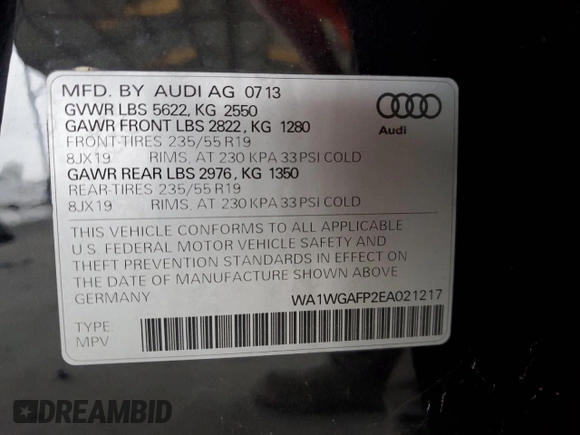 MFD. BY AUDI AG 07 13
GVWR LBS 5622, KG 2550
GAWR FRONT LBS 2822, KG 1280
FRONT-TIRES 235/55 R19
8JX19 RIMS, AT 230 KPA 33 PSI COLD
GAWR REAR LBS 2976, KG 1350
REAR-TIRES 235/55 R19
8JX19 RIMS, AT 230 KPA 33 PSI COLD
Audi
THIS VEHICLE CONFORMS TO ALL APPLICABLE
U.S. FEDERAL MOTOR VEHICLE SAFETY AND
THEFT PREVENTION STANDARDS IN EFFECT ON
THE DATE OF MANUFACTURE SHOWN ABOVE.
GERMANY WA1WGAFP2EA021217
TYPE:
MPV
DREAMBID